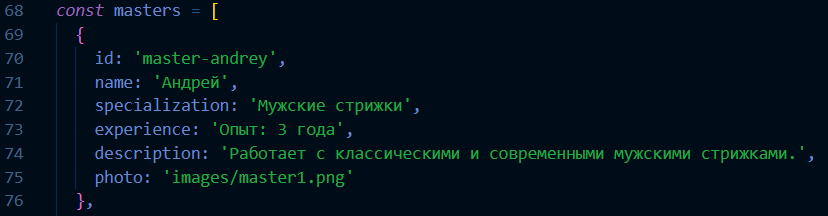 68 const masters = [
69 {
70 id: 'master-andrey',
71 name: 'Андрей',
72 specialization: 'Мужские стрижки',
73 experience: 'Опыт: 3 года',
74 description: 'Работает с классическими и современными мужскими стрижками.',
75 photo: 'images/master1.png'
76 },